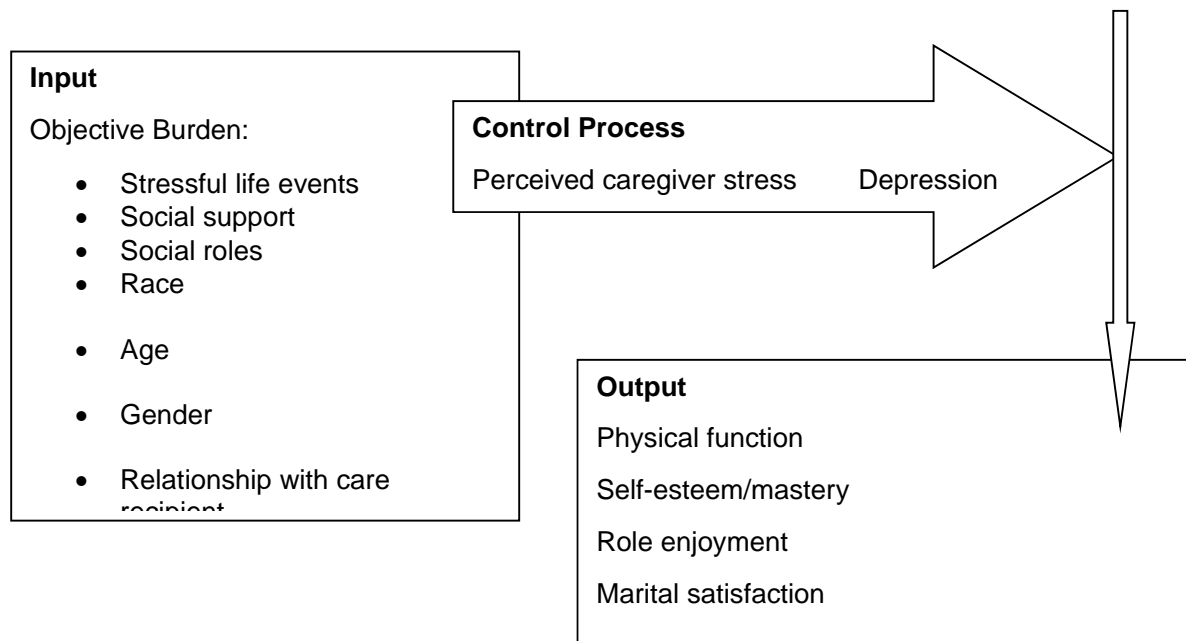 Input
Objective Burden:
• Stressful life events
• Social support
• Social roles
• Race
• Age
• Gender
• Relationship with care
recipient
Control Process
Perceived caregiver stress Depression
Output
Physical function
Self-esteem/mastery
Role enjoyment
Marital satisfaction